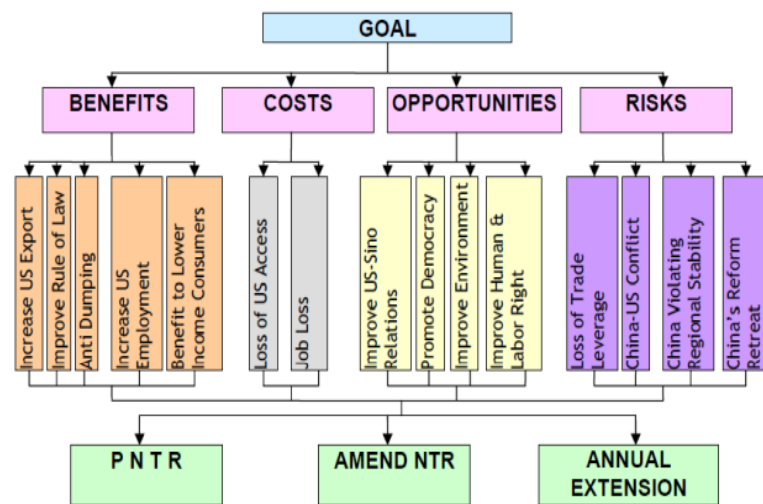 GOAL
BENEFITS
COSTS
OPPORTUNITIES
RISKS
Increase US Export
Improve Rule of Law
Anti Dumping
Increase US
Employment
Benefit to Lower
Income Consumers
Loss of US Access
Job Loss
Improve US-Sino
Relations
Promote Democracy
Improve Environment
Improve Human &
Labor Right
Loss of Trade
Leverage
China-US Conflict
China Violating
Regional Stability
China's Reform
Retreat
P N T R
AMEND NTR
ANNUAL
EXTENSION